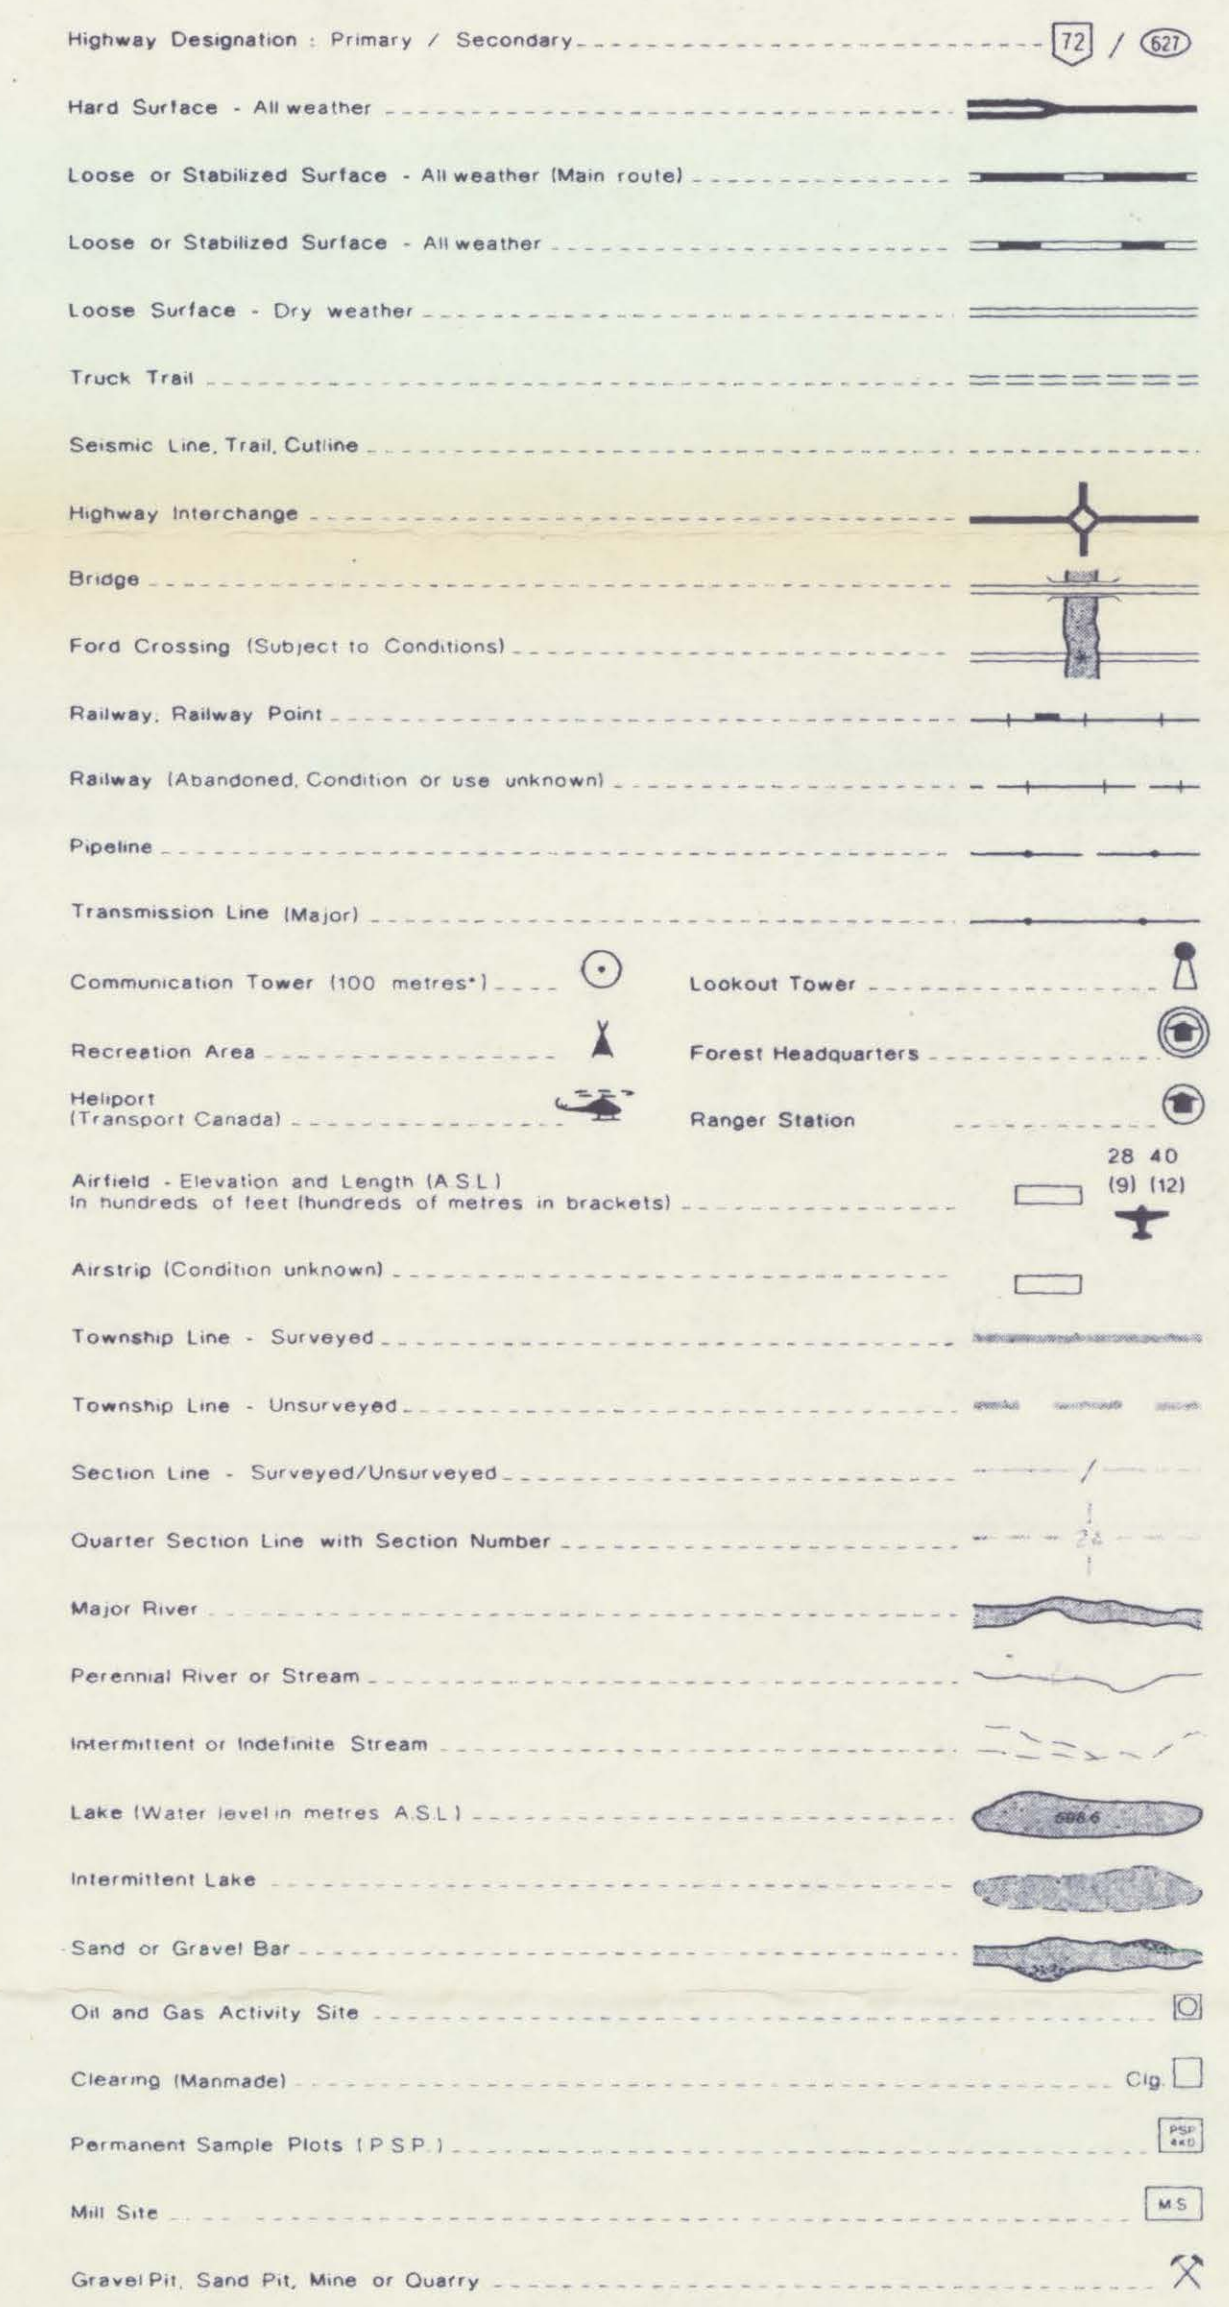 Highway Designation : Primary / Secondary 72 / 627
Hard Surface - All weather
Loose or Stabilized Surface - All weather (Main route)
Loose or Stabilized Surface - All weather
Loose Surface - Dry weather
Truck Trail
Seismic Line, Trail, Cutline
Highway Interchange
Bridge
Ford Crossing (Subject to Conditions)
Railway, Railway Point
Railway (Abandoned, Condition or use unknown)
Pipeline
Transmission Line (Major)
Communication Tower (100 metres+)
Lookout Tower
Recreation Area
Forest Headquarters
Heliport
(Transport Canada)
Ranger Station
28 40
Airfield - Elevation and Length (A.S.L.)
(9) (12)
In hundreds of feet (hundreds of metres in brackets)
Airstrip (Condition unknown)
Township Line - Surveyed
Township Line - Unsurveyed
Section Line - Surveyed/Unsurveyed /
Quarter Section Line with Section Number
Major River
Perennial River or Stream
Intermittent or Indefinite Stream
Lake (Water level in metres A.S.L.)
Intermittent Lake
Sand or Gravel Bar
Oil and Gas Activity Site
Clearing (Manmade) Clg.
Permanent Sample Plots (P.S.P.) PSP
Mill Site M S
Gravel Pit, Sand Pit, Mine or Quarry